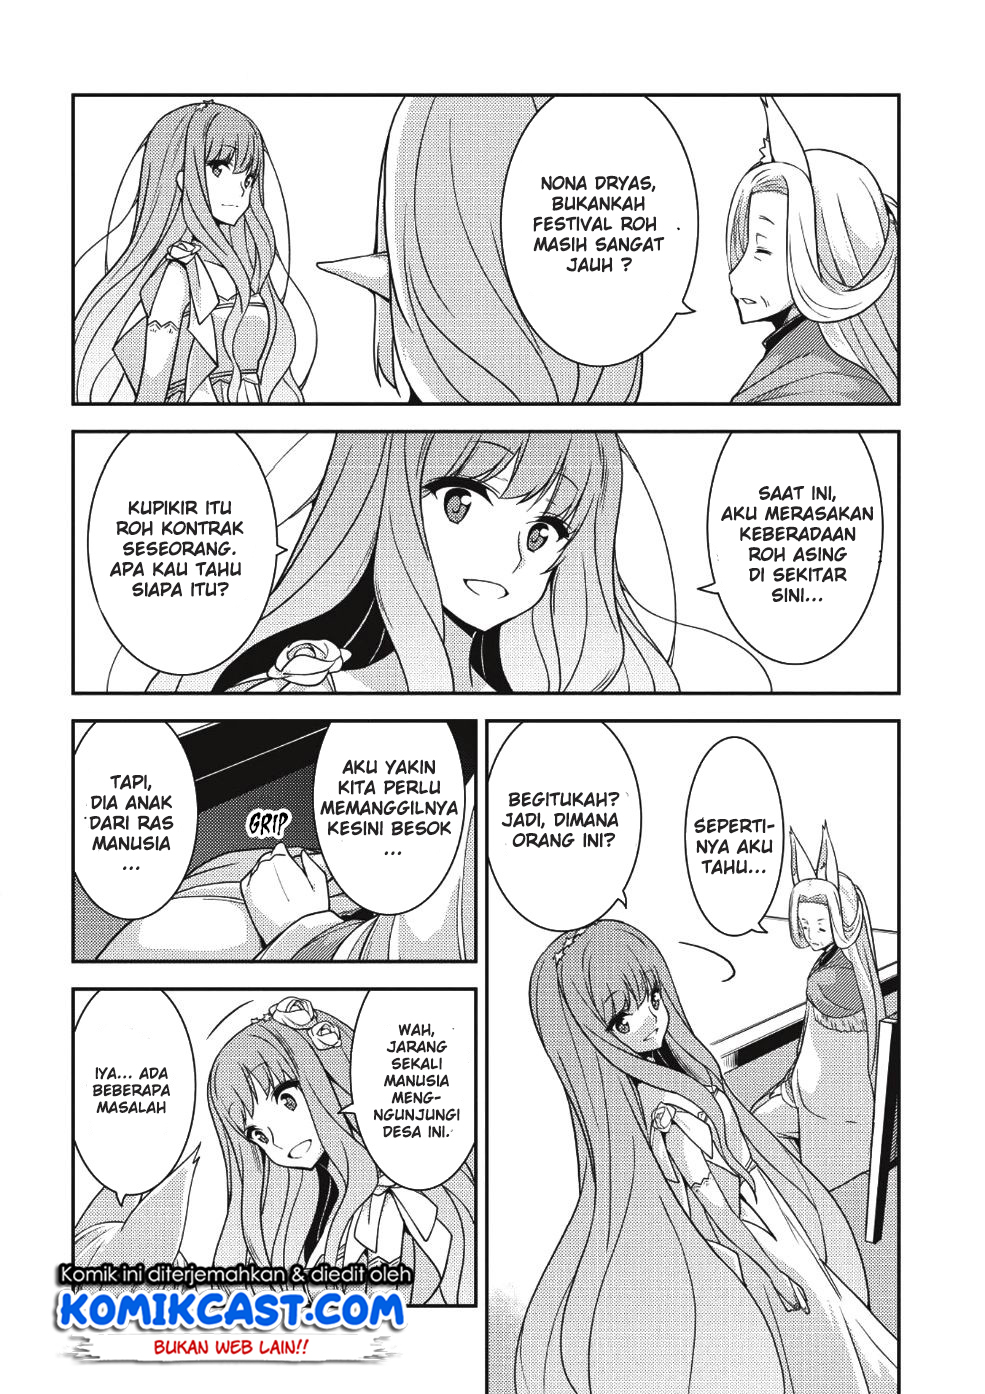 NONA DRYAS,
BUKANKAH
FESTIVAL ROH
MASIH SANGAT
JAUH ?
SAAT INI,
AKU MERASAKAN
KEBERADAAN
ROH ASING
DI SEKITAR
SINI...
KUPIKIR ITU
ROH KONTRAK
SESEORANG.
APA KAU TAHU
SIAPA ITU?
SEPERTI-
NYA AKU
TAHU...
BEGITUKAH?
JADI, DIMANA
ORANG INI?
AKU YAKIN
KITA PERLU
MEMANGGILNYA
KESINI BESOK
...
GRIP
TAPI,
DIA ANAK
DARI RAS
MANUSIA
...
WAH,
JARANG
SEKALI
MANUSIA
MENG-
NGUNJUNGI
DESA INI.
IYA... ADA
BEBERAPA
MASALAH
Komik ini diterjemahkan & diedit oleh
KOMIKCAST.COM
BUKAN WEB LAIN!!